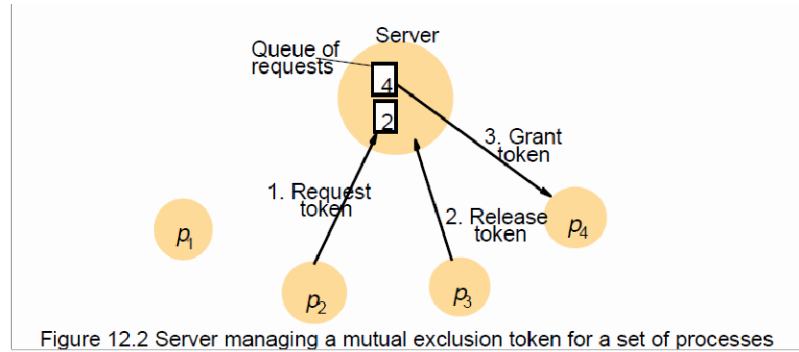 Server
Queue of
requests
4
2
3. Grant
token
1. Request
token
2. Release
token
p1
p2
p3
p4
Figure 12.2 Server managing a mutual exclusion token for a set of processes